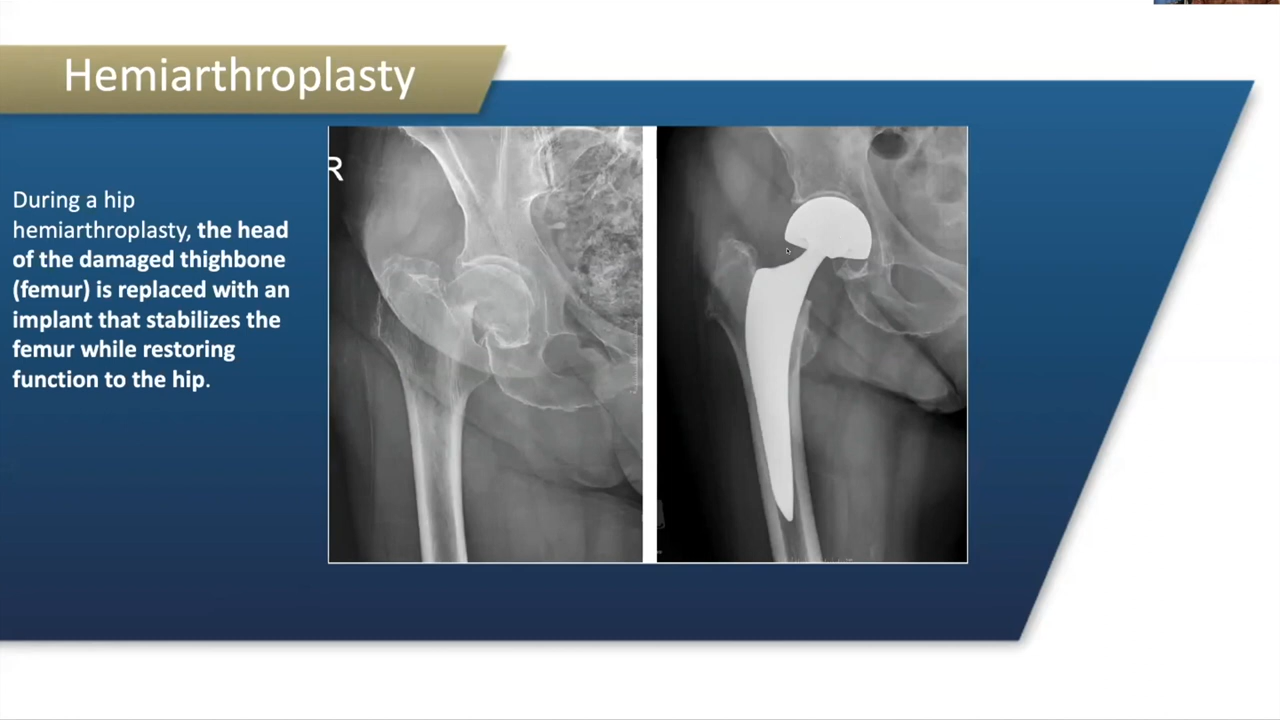 Hemiarthroplasty
R
During a hip
hemiarthroplasty, the head
of the damaged thighbone
(femur) is replaced with an
implant that stabilizes the
femur while restoring
function to the hip.